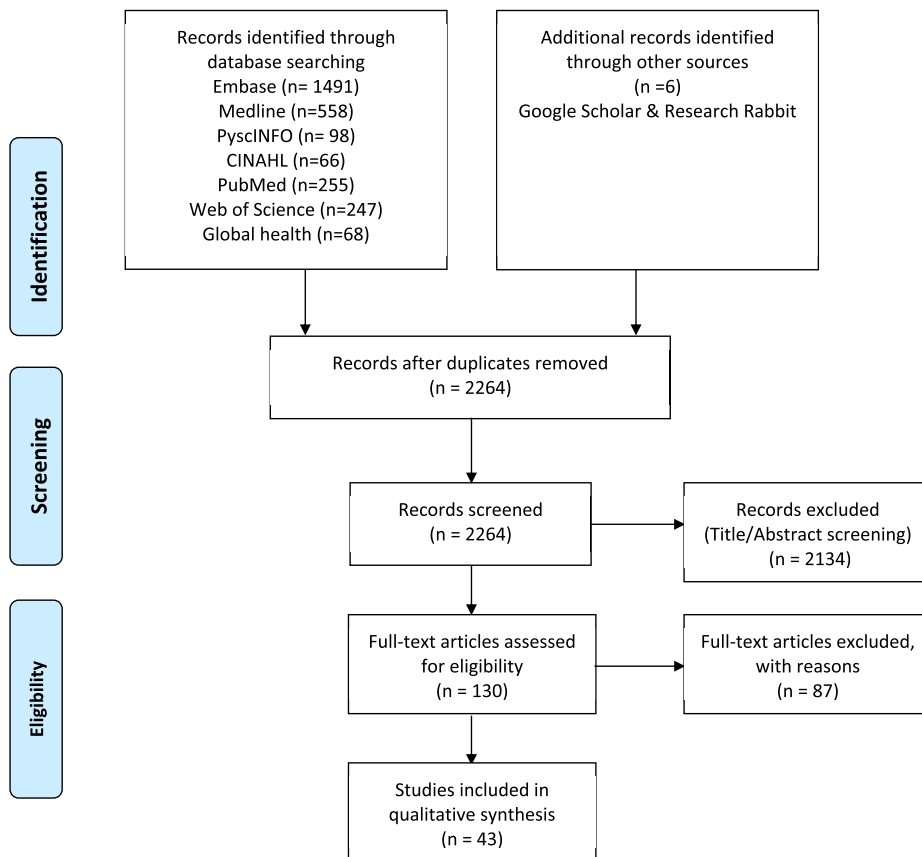 Records identified through
database searching
Embase (n= 1491)
Medline (n=558)
PyscINFO (n= 98)
CINAHL (n=66)
PubMed (n=255)
Web of Science (n=247)
Global health (n=68)
Additional records identified
through other sources
(n =6)
Google Scholar & Research Rabbit
Identification
Records after duplicates removed
(n = 2264)
Screening
Records screened
(n = 2264)
Records excluded
(Title/Abstract screening)
(n = 2134)
Eligibility
Full-text articles assessed
for eligibility
(n = 130)
Full-text articles excluded,
with reasons
(n = 87)
Studies included in
qualitative synthesis
(n = 43)